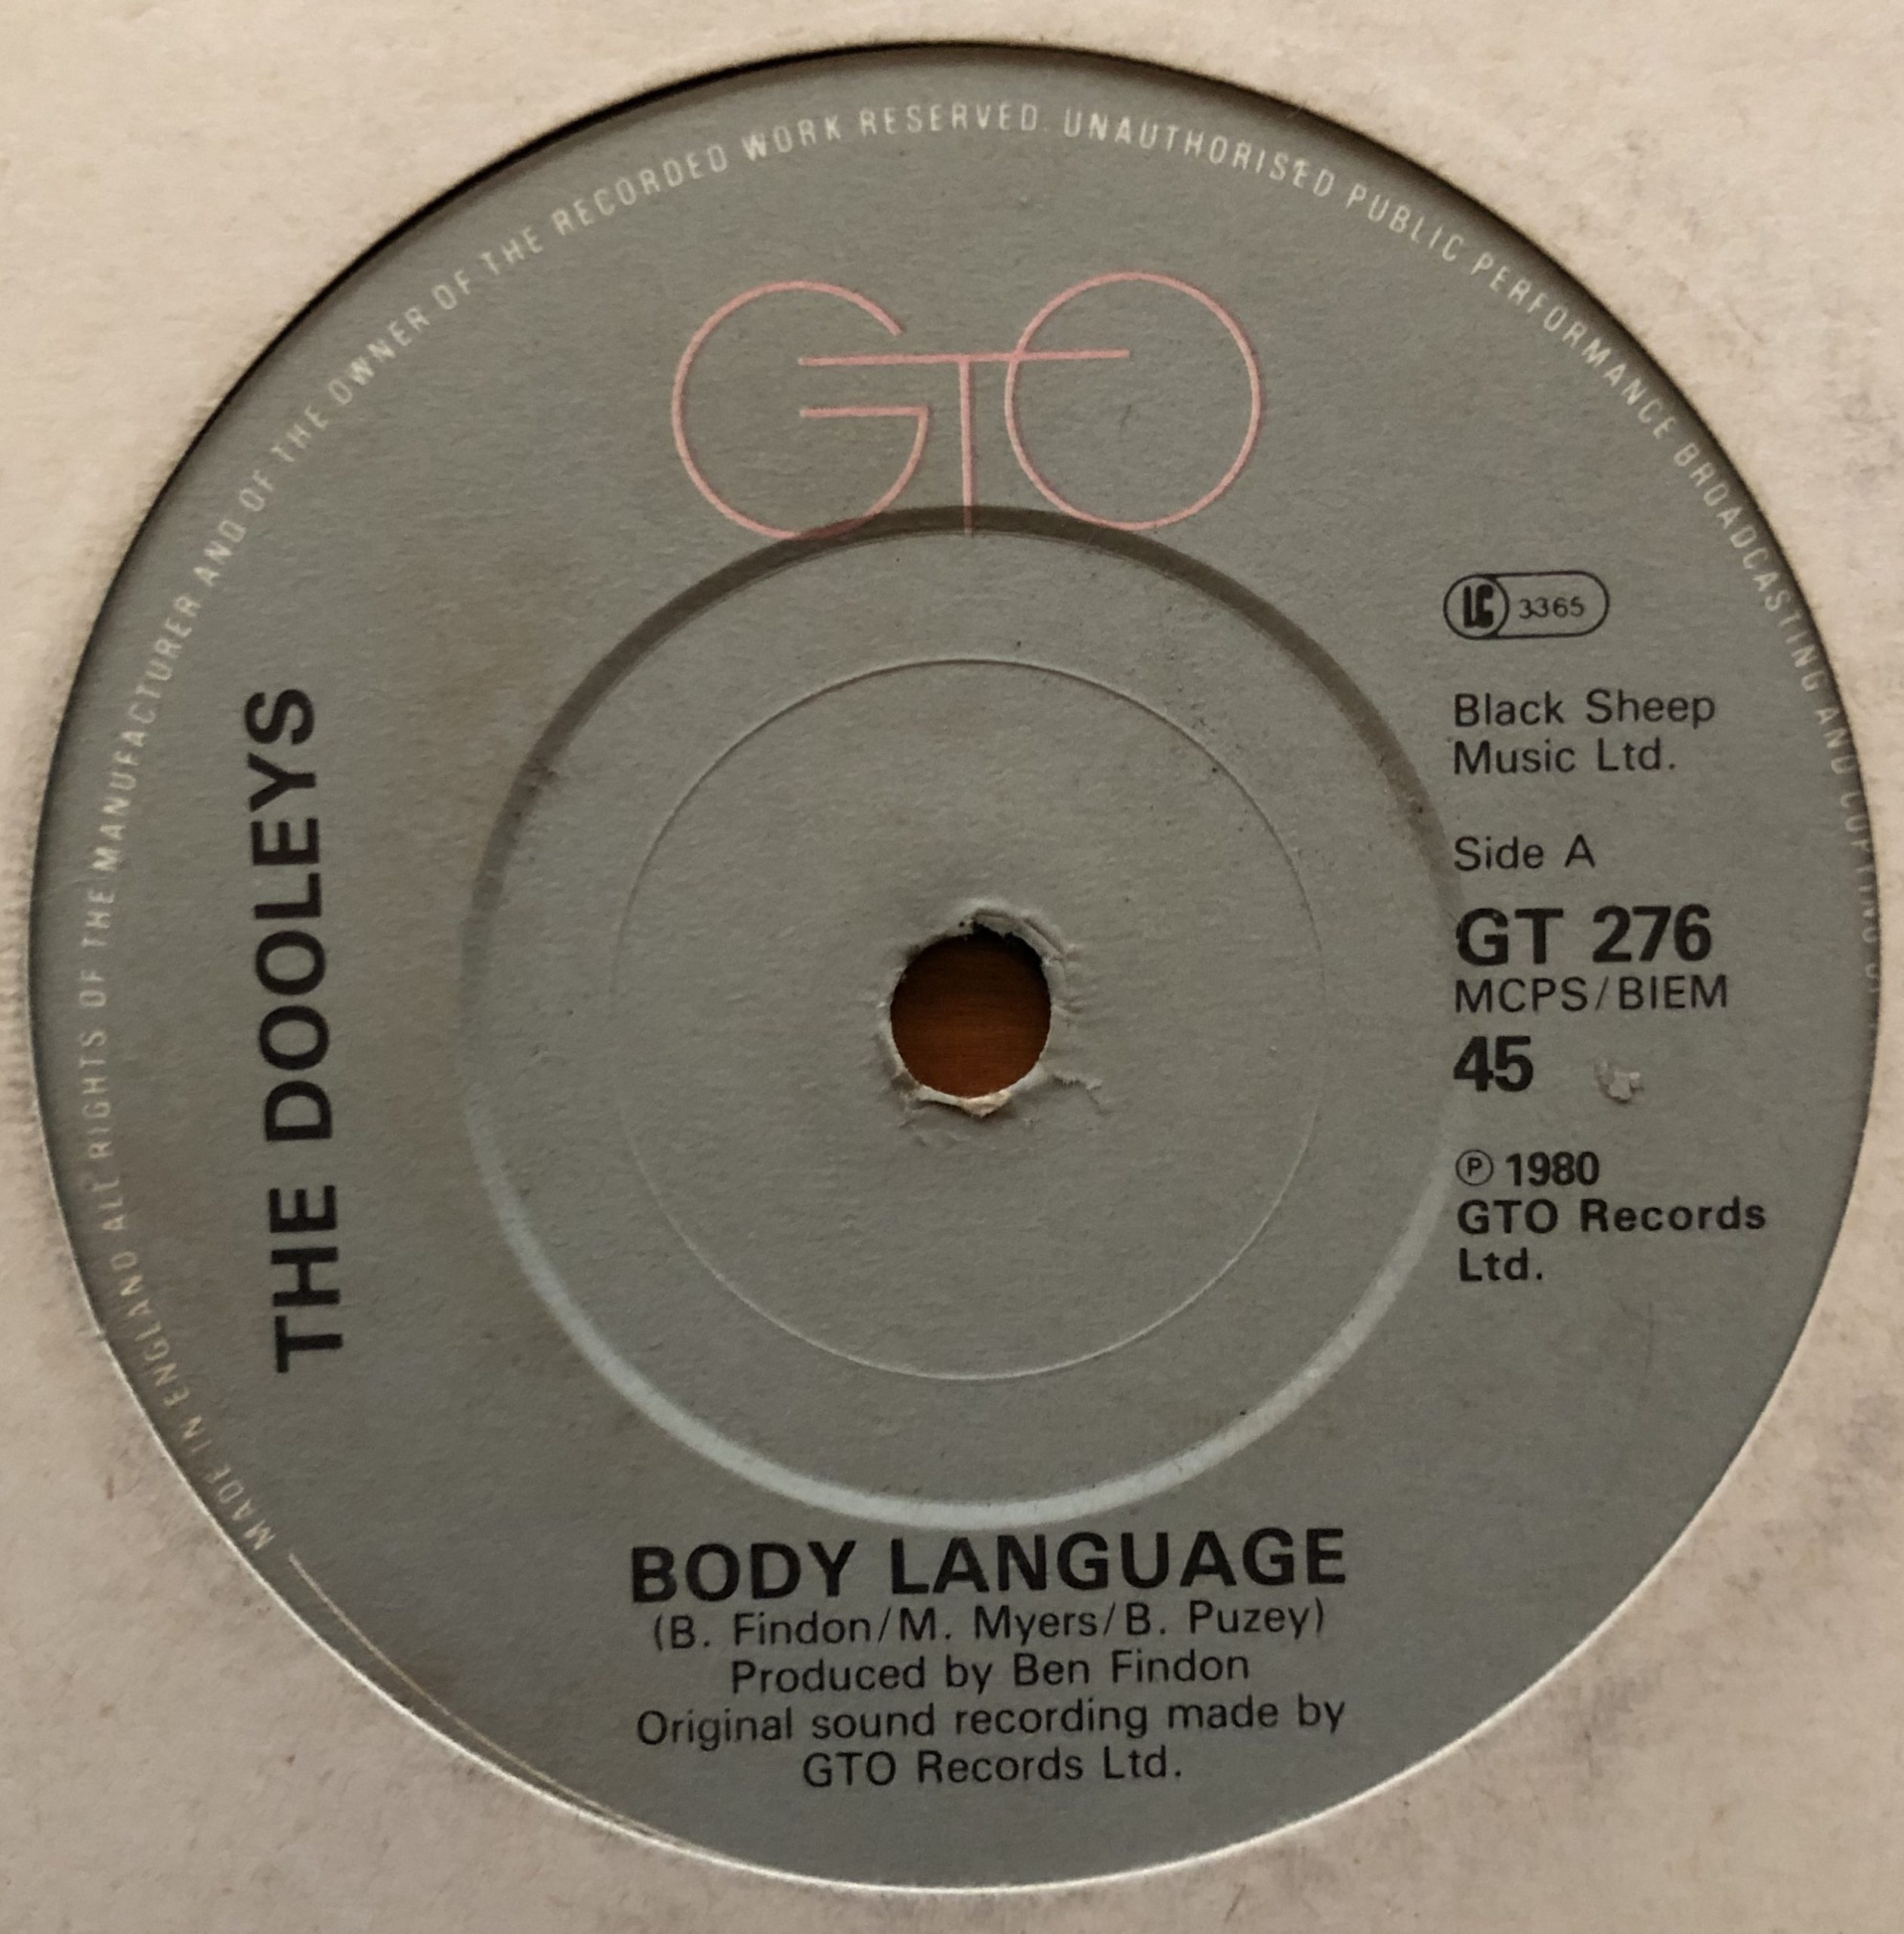 MADE IN ENGLAND ALL RIGHTS OF THE MANUFACTURER AND OF THE OWNER OF THE RECORDED WORK RESERVED. UNAUTHORISED PUBLIC PERFORMANCE BROADCASTING AND COPYING
GTO
LC 3365
Black Sheep
Music Ltd.
Side A
GT 276
MCPS/BIEM
45
℗ 1980
GTO Records
Ltd.
THE DOOLEYS
BODY LANGUAGE
(B. Findon/M. Myers/B. Puzey)
Produced by Ben Findon
Original sound recording made by
GTO Records Ltd.